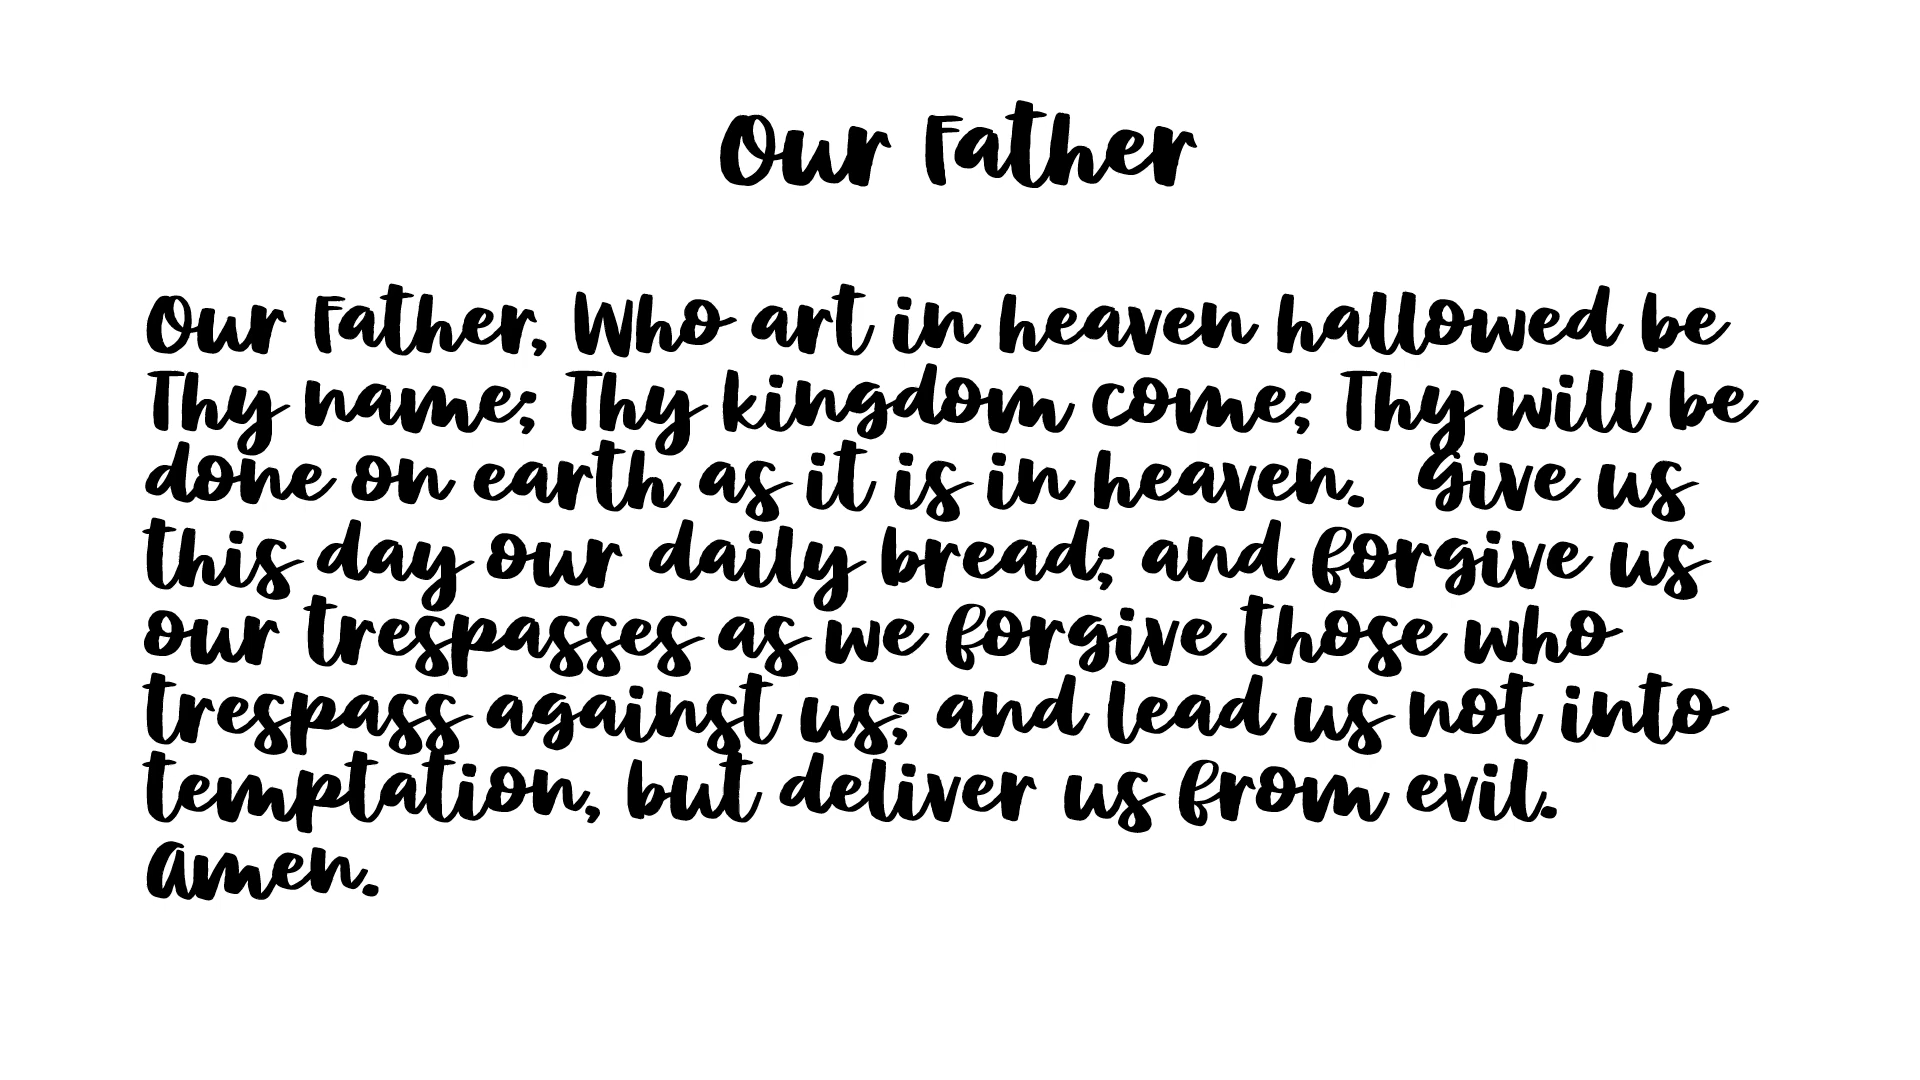 Our Father
Our Father, Who art in heaven hallowed be
Thy name; Thy kingdom come; Thy will be
done on earth as it is in heaven.   Give us
this day our daily bread; and forgive us
our trespasses as we forgive those who
trespass against us; and lead us not into
temptation, but deliver us from evil.
Amen.